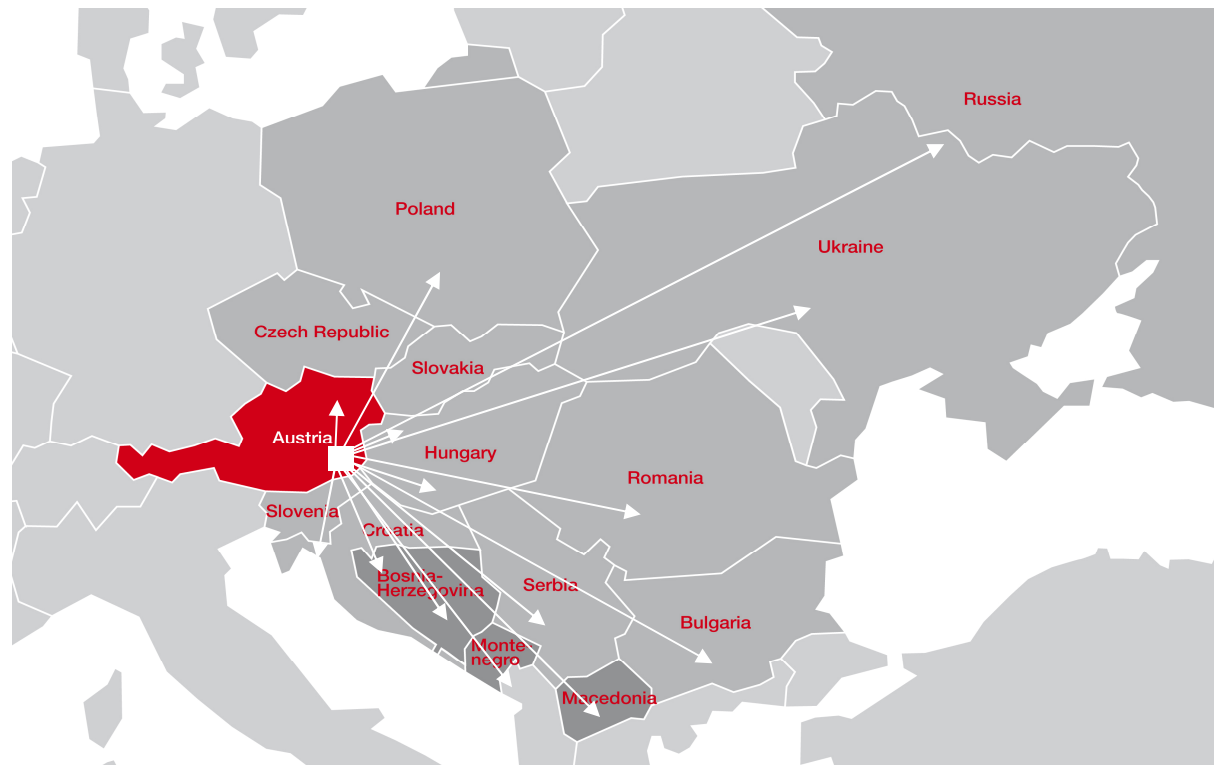 Russia
Poland
Ukraine
Czech Republic
Slovakia
Austria
Hungary
Romania
Slovenia
Croatia
Bosnia-
Herzegovina
Serbia
Bulgaria
Monte-
negro
Macedonia